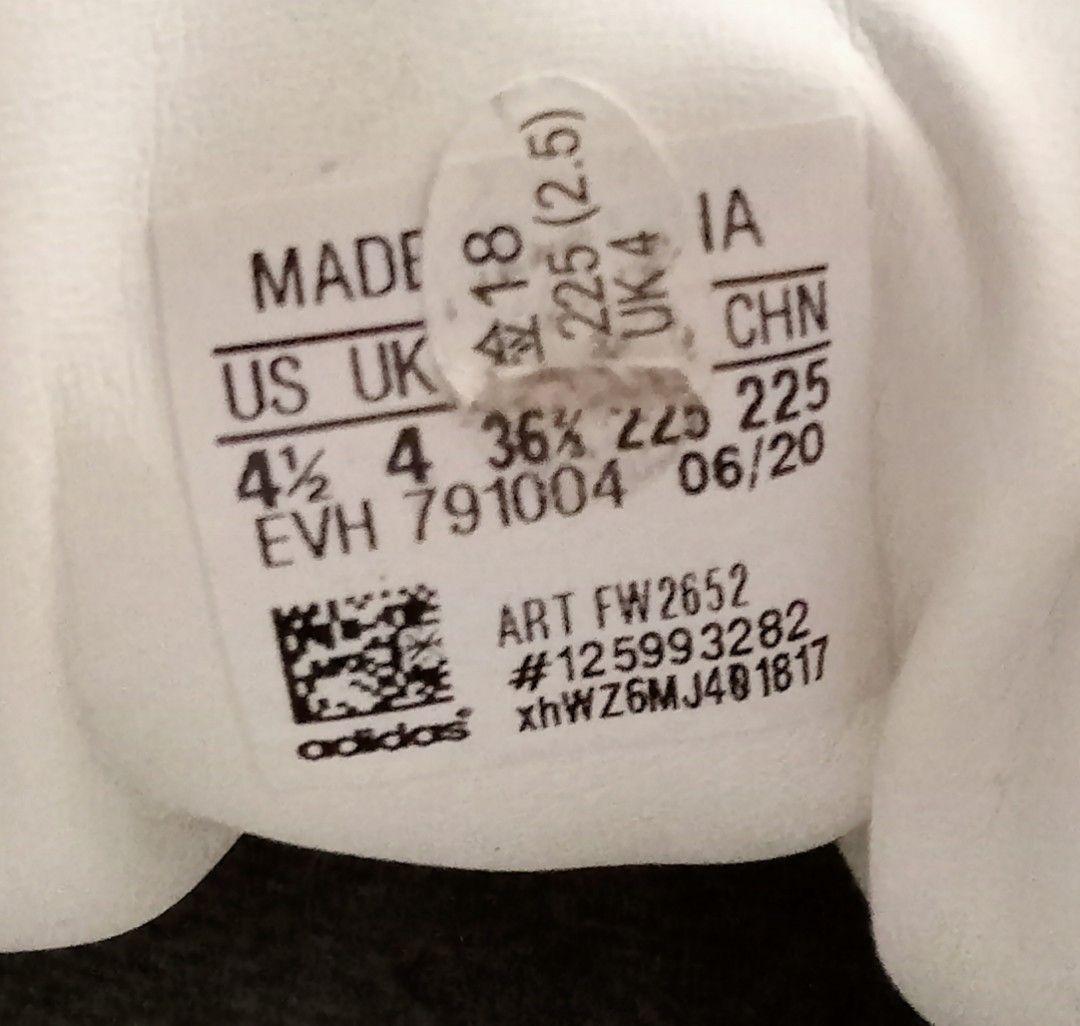 MADE IA
US UK CHN
4½ 4 36⅔ 225 225
EVH 791004 06/20
ART FW2652
#125993282
xhWZ6MJ401817
adidas
18
225 (2.5)
UK 4